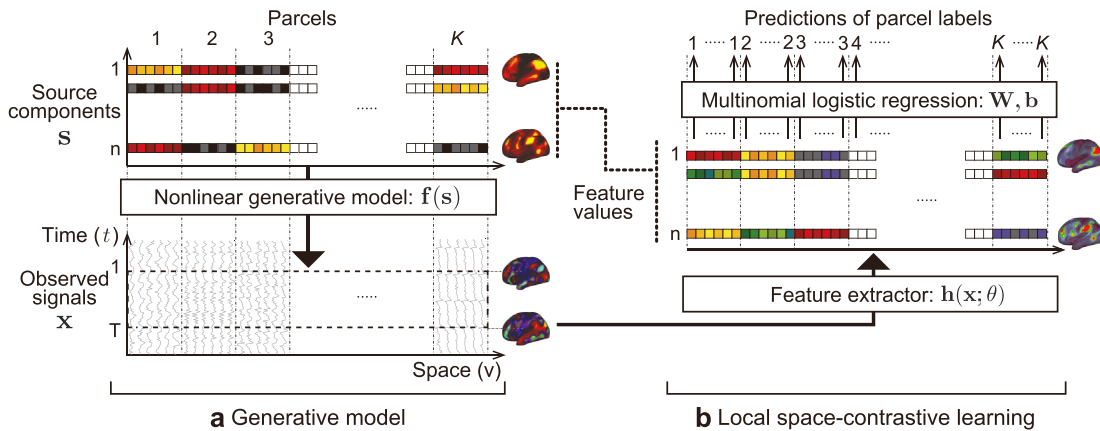 Parcels
1 2 3 K
1
Source
components
s
.....
n
Nonlinear generative model: f(s)
Time (t)
1
Observed
signals
x
.....
T
Space (v)
a Generative model
Predictions of parcel labels
1 ..... 1 2 ..... 2 3 ..... 3 4 ..... K ..... K
Multinomial logistic regression: W, b
..... ..... ..... ..... .....
1
Feature
values
.....
n
Feature extractor: h(x; θ)
b Local space-contrastive learning